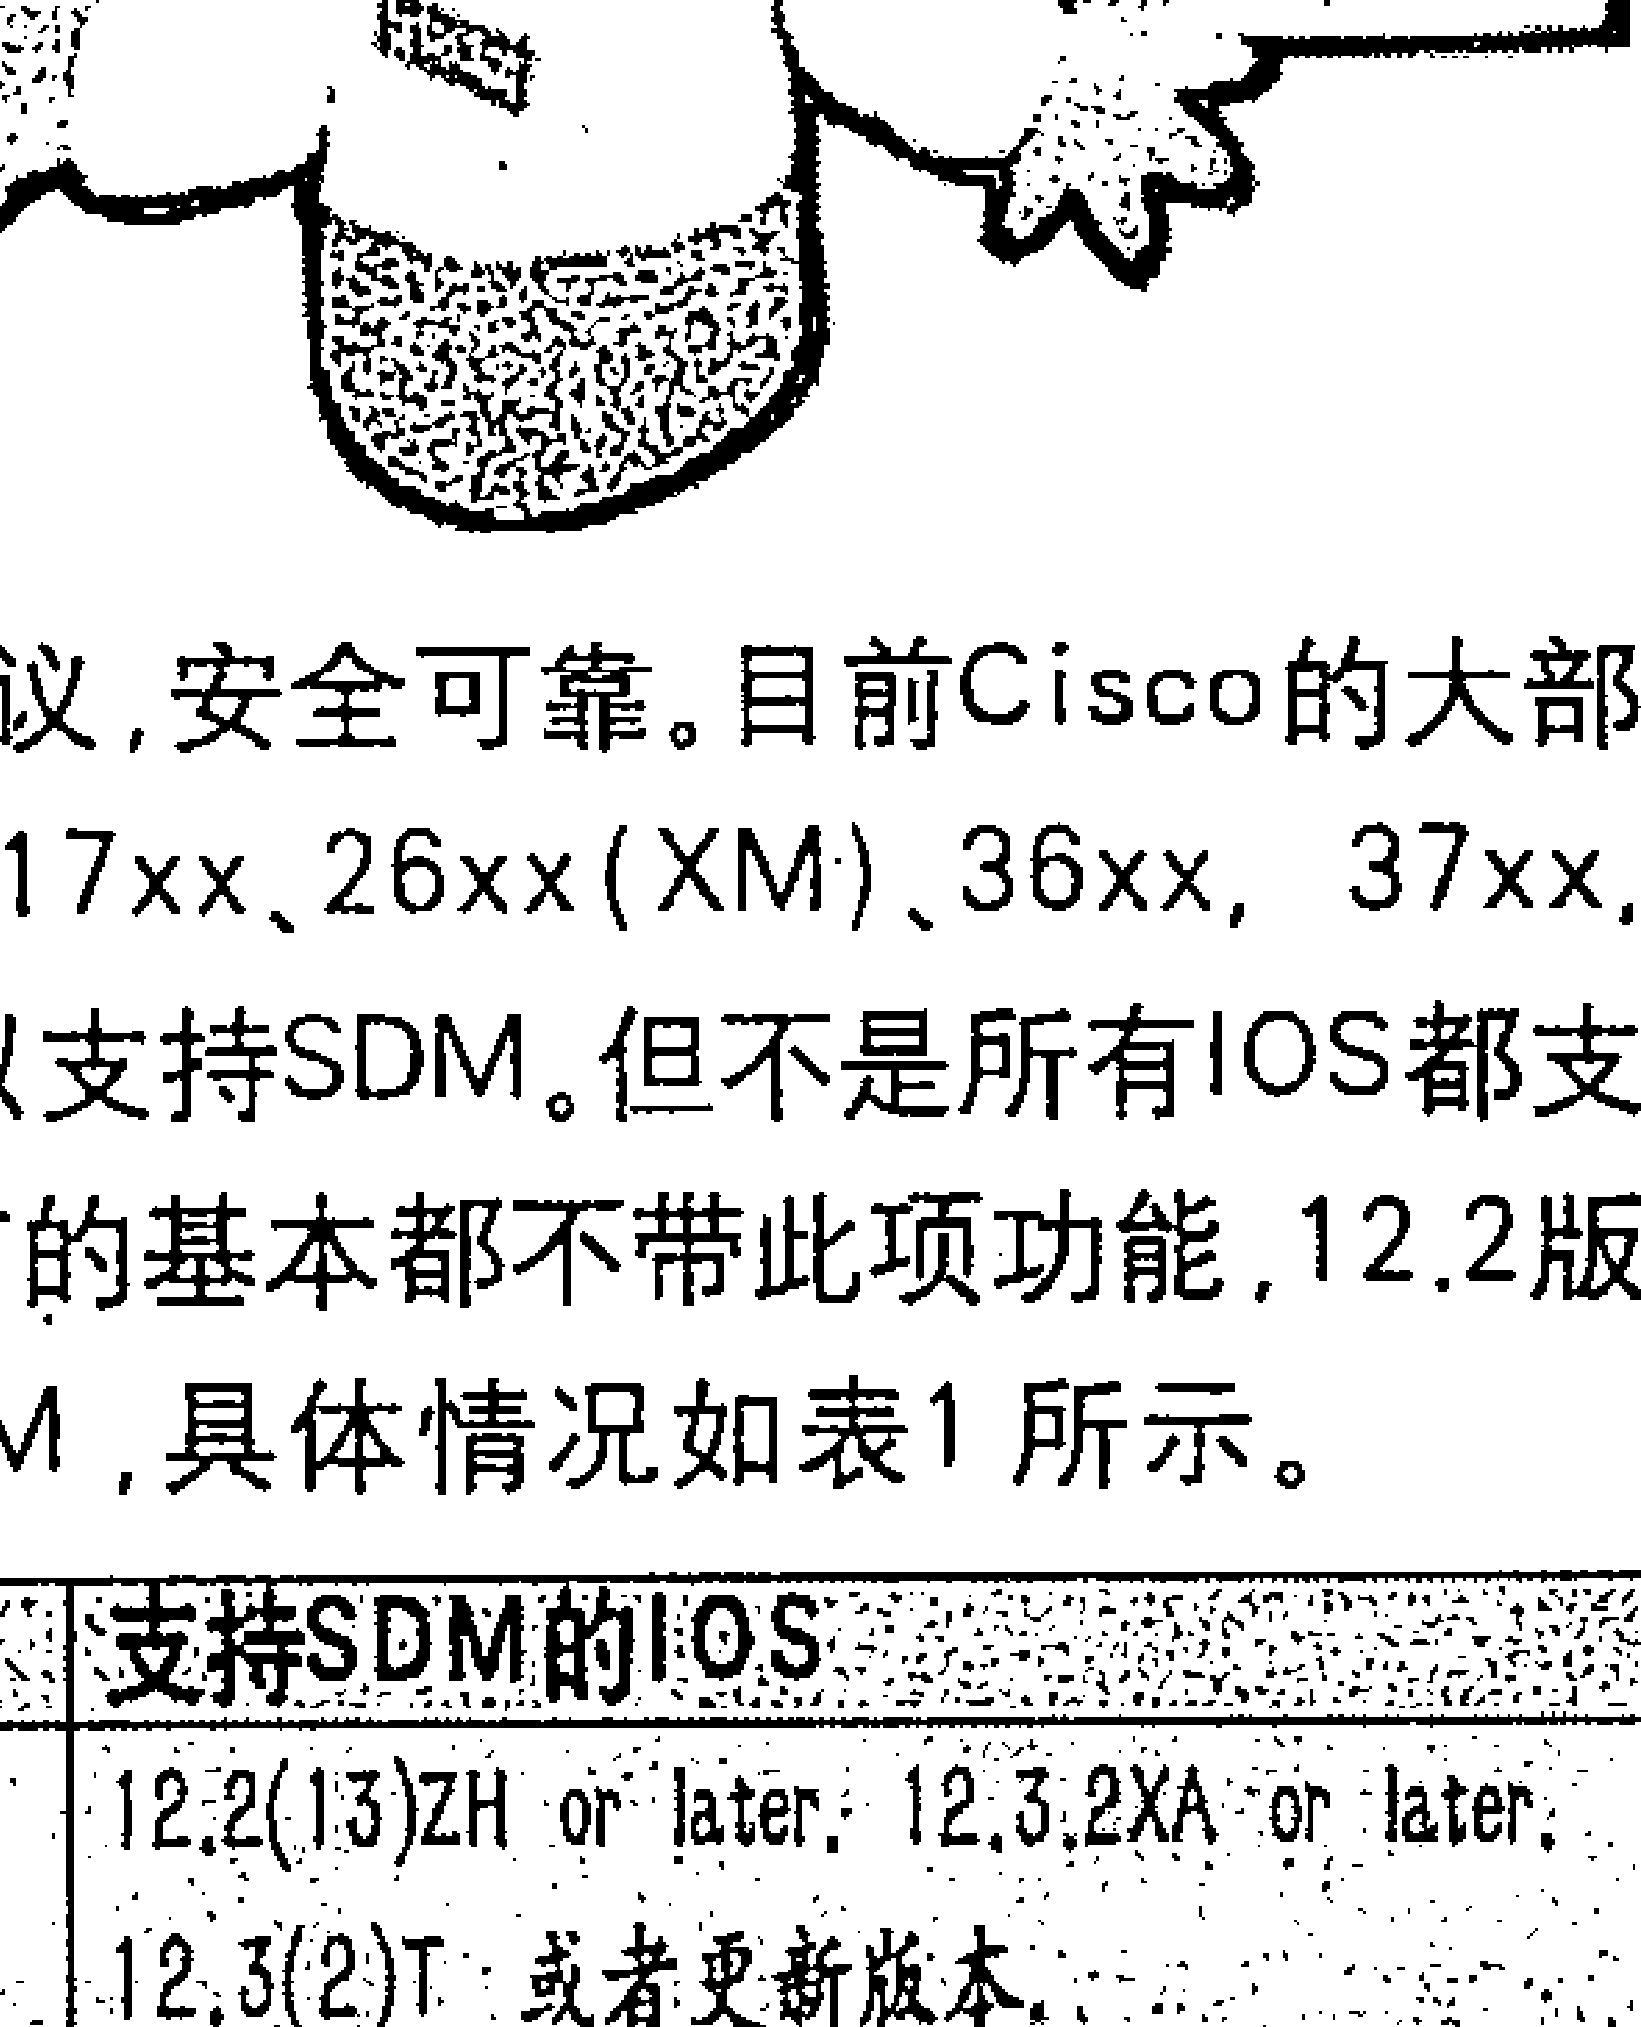 议,安全可靠。目前Cisco的大部
17xx、26xx(XM)、36xx, 37xx,
支持SDM。但不是所有IOS都支
的基本都不带此项功能,12.2版
M,具体情况如表1 所示。
支持SDM的IOS
12.2(13)ZH or later. 12.3.2XA or later.
12.3(2)T 或者更新版本.